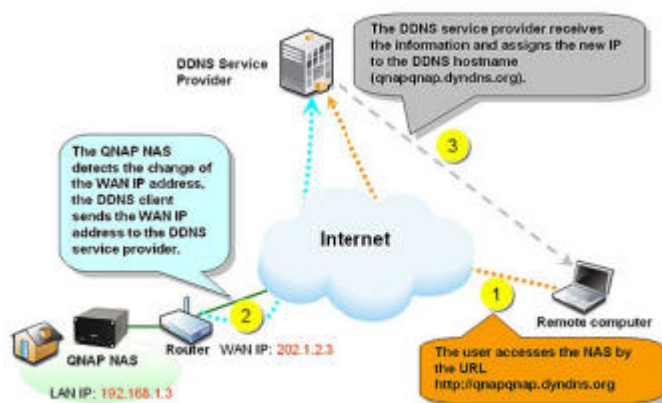 DDNS Service
Provider
The DDNS service provider receives
the information and assigns the new IP
to the DDNS hostname
(qnapqnap.dyndns.org).
3
The QNAP NAS
detects the change of
the WAN IP address,
the DDNS client
sends the WAN IP
address to the DDNS
service provider.
Internet
1
2
Remote computer
QNAP NAS
Router
WAN IP: 202.1.2.3
LAN IP: 192.168.1.3
The user accesses the NAS by
the URL
http://qnapqnap.dyndns.org